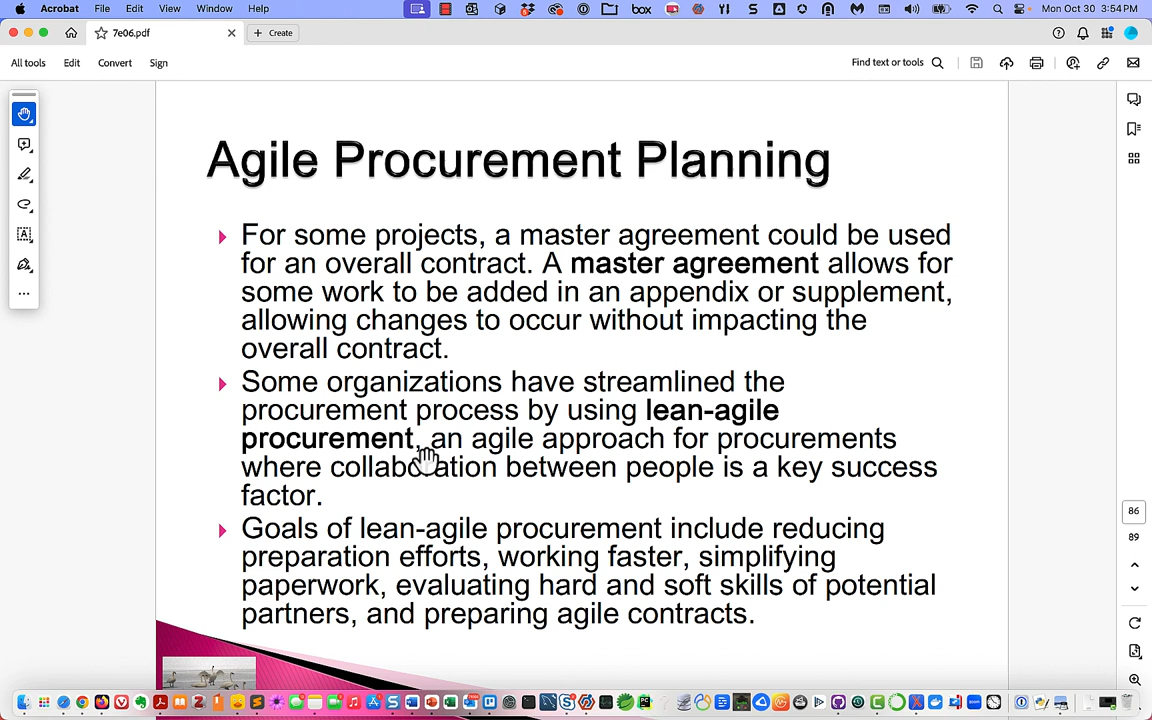 Acrobat File Edit View Window Help
box
Mon Oct 30 3:54 PM
7e06.pdf
+ Create
All tools Edit Convert Sign
Find text or tools
Agile Procurement Planning
For some projects, a master agreement could be used
for an overall contract. A master agreement allows for
some work to be added in an appendix or supplement,
allowing changes to occur without impacting the
overall contract.
Some organizations have streamlined the
procurement process by using lean-agile
procurement, an agile approach for procurements
where collaboration between people is a key success
factor.
Goals of lean-agile procurement include reducing
preparation efforts, working faster, simplifying
paperwork, evaluating hard and soft skills of potential
partners, and preparing agile contracts.
86
89